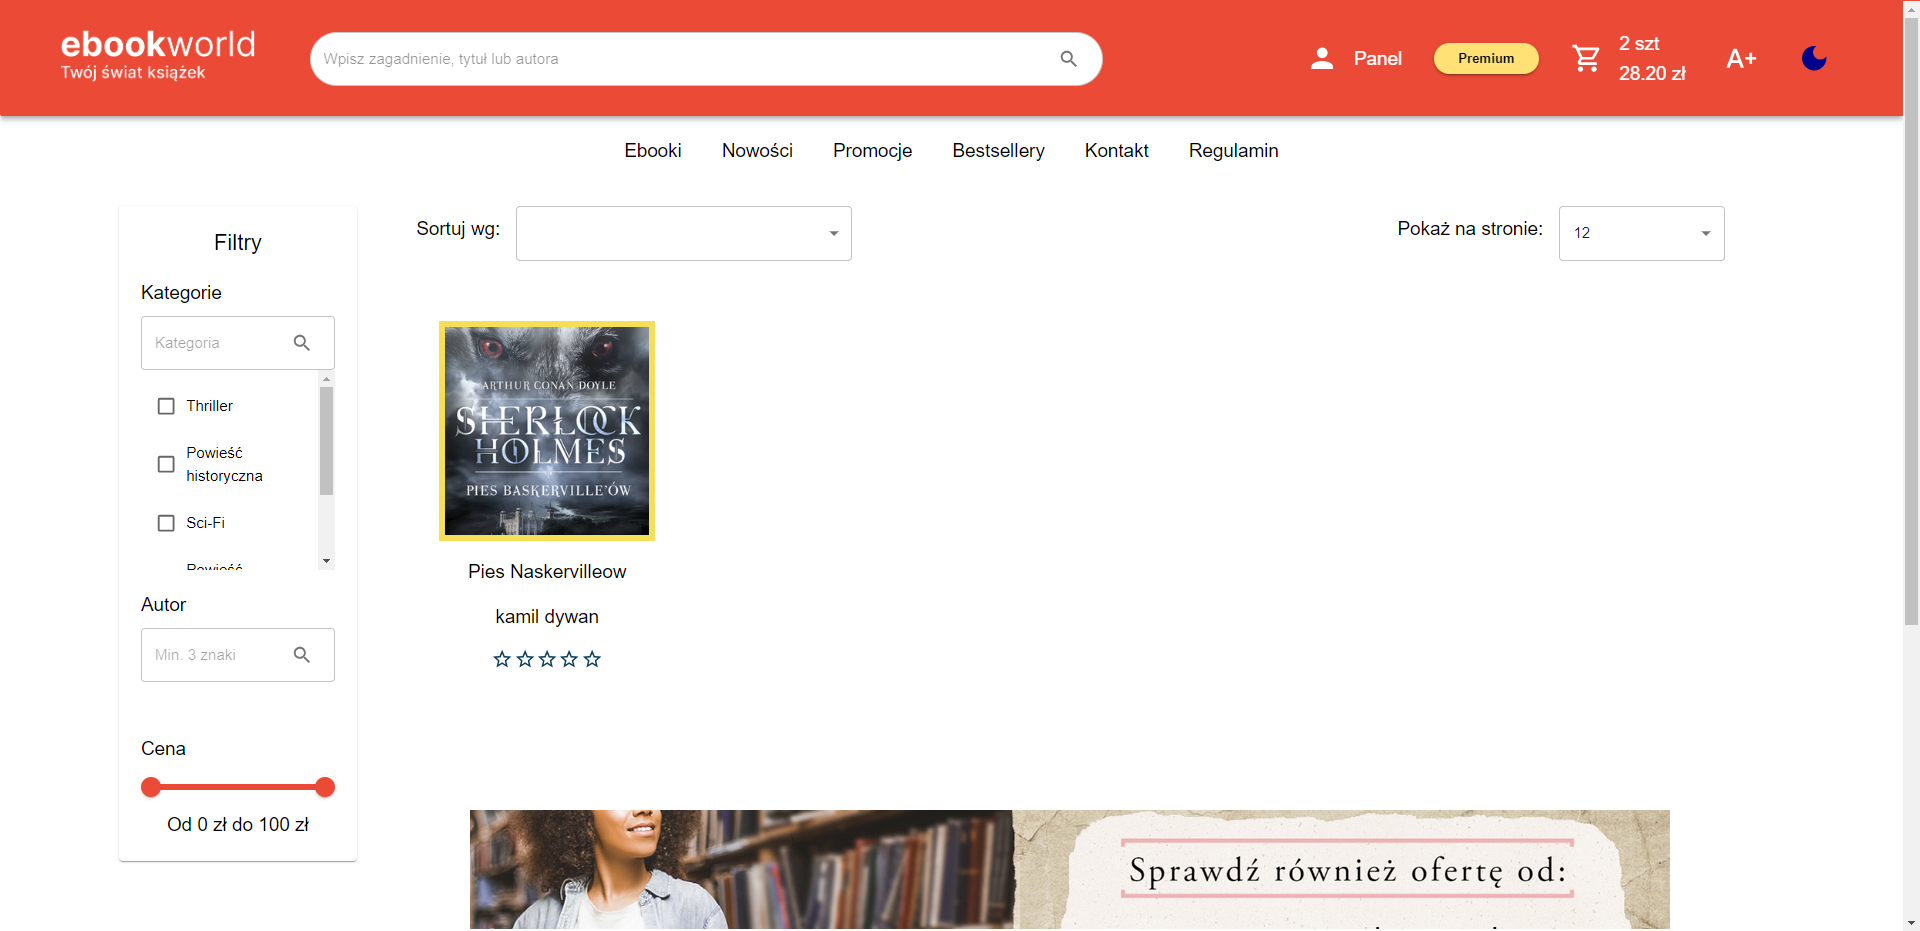 ebookworld
Twój świat książek
Wpisz zagadnienie, tytuł lub autora
Panel
Premium
2 szt
28.20 zł
A+
Ebooki
Nowości
Promocje
Bestsellery
Kontakt
Regulamin
Filtry
Kategorie
Kategoria
Thriller
Powieść
historyczna
Sci-Fi
Powieść
Autor
Min. 3 znaki
Cena
Od 0 zł do 100 zł
Sortuj wg:
Pokaż na stronie:
12
ARTHUR CONAN DOYLE
SHERLOCK
HOLMES
PIES BASKERVILLE'ÓW
Pies Naskervilleow
kamil dywan
Sprawdź również ofertę od: